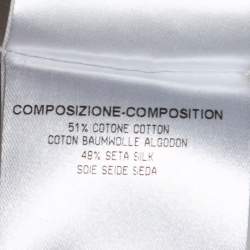 COMPOSIZIONE-COMPOSITION
51% COTONE COTTON
COTON BAUMWOLLE ALGODON
49% SETA SILK
SOIE SEIDE SEDA